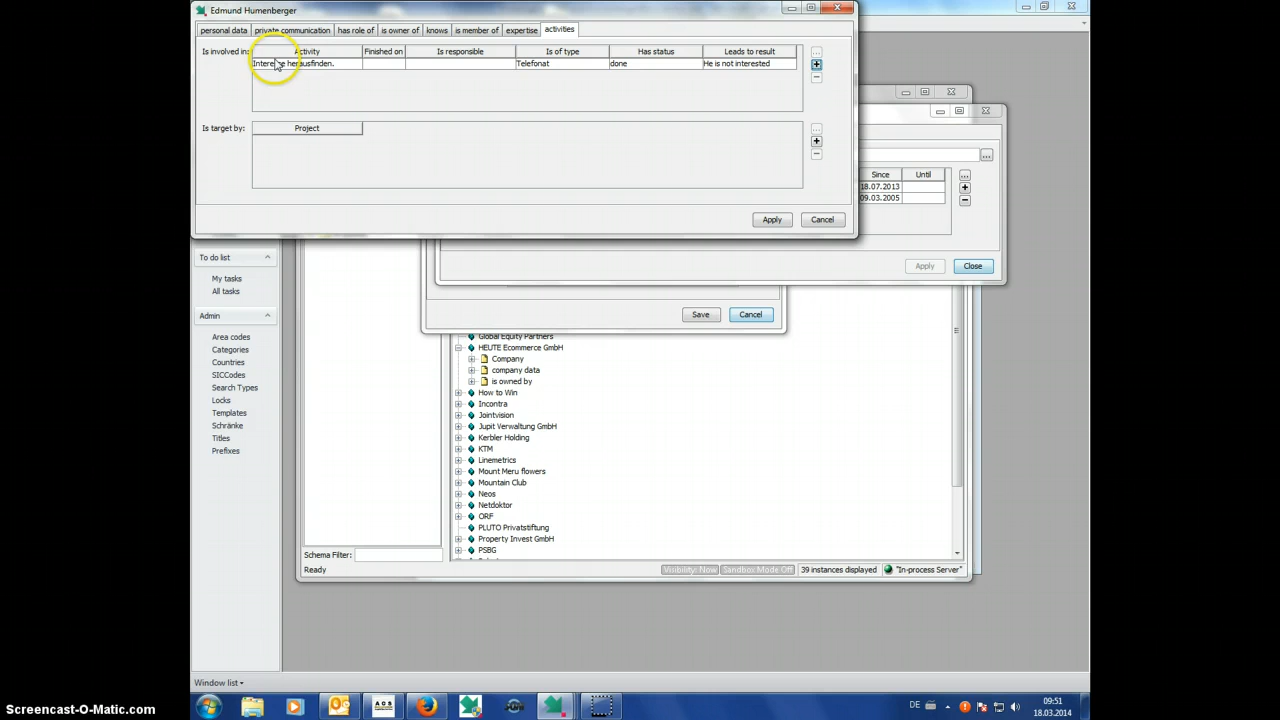 Edmund Humenberger
personal data private communication has role of is owner of knows is member of expertise activities
Is involved in: Activity Finished on Is responsible Is of type Has status Leads to result
herausfinden. Telefonat done He is not interested
Is target by: Project
Since Until
18.07.2013
09.03.2005
Apply Cancel
To do list
My tasks
All tasks
Apply Close
Admin
Save Cancel
Area codes
Categories
Countries
SICCodes
Search Types
Locks
Templates
Schränke
Titles
Prefixes
Global Equity Partners
HEUTE Ecommerce GmbH
Company
company data
is owned by
How to Win
Incontra
Jointvision
Jupit Verwaltung GmbH
Kerbler Holding
KTM
Linemetrics
Mount Meru flowers
Mountain Club
Neos
Netdoktor
ORF
PLUTO Privatstiftung
Property Invest GmbH
PSBG
Schema Filter:
Ready Visibility: Now Sandbox Mode Off 39 instances displayed "In-process Server"
Window list
DE 09:51
18.03.2014
Screencast-O-Matic.com